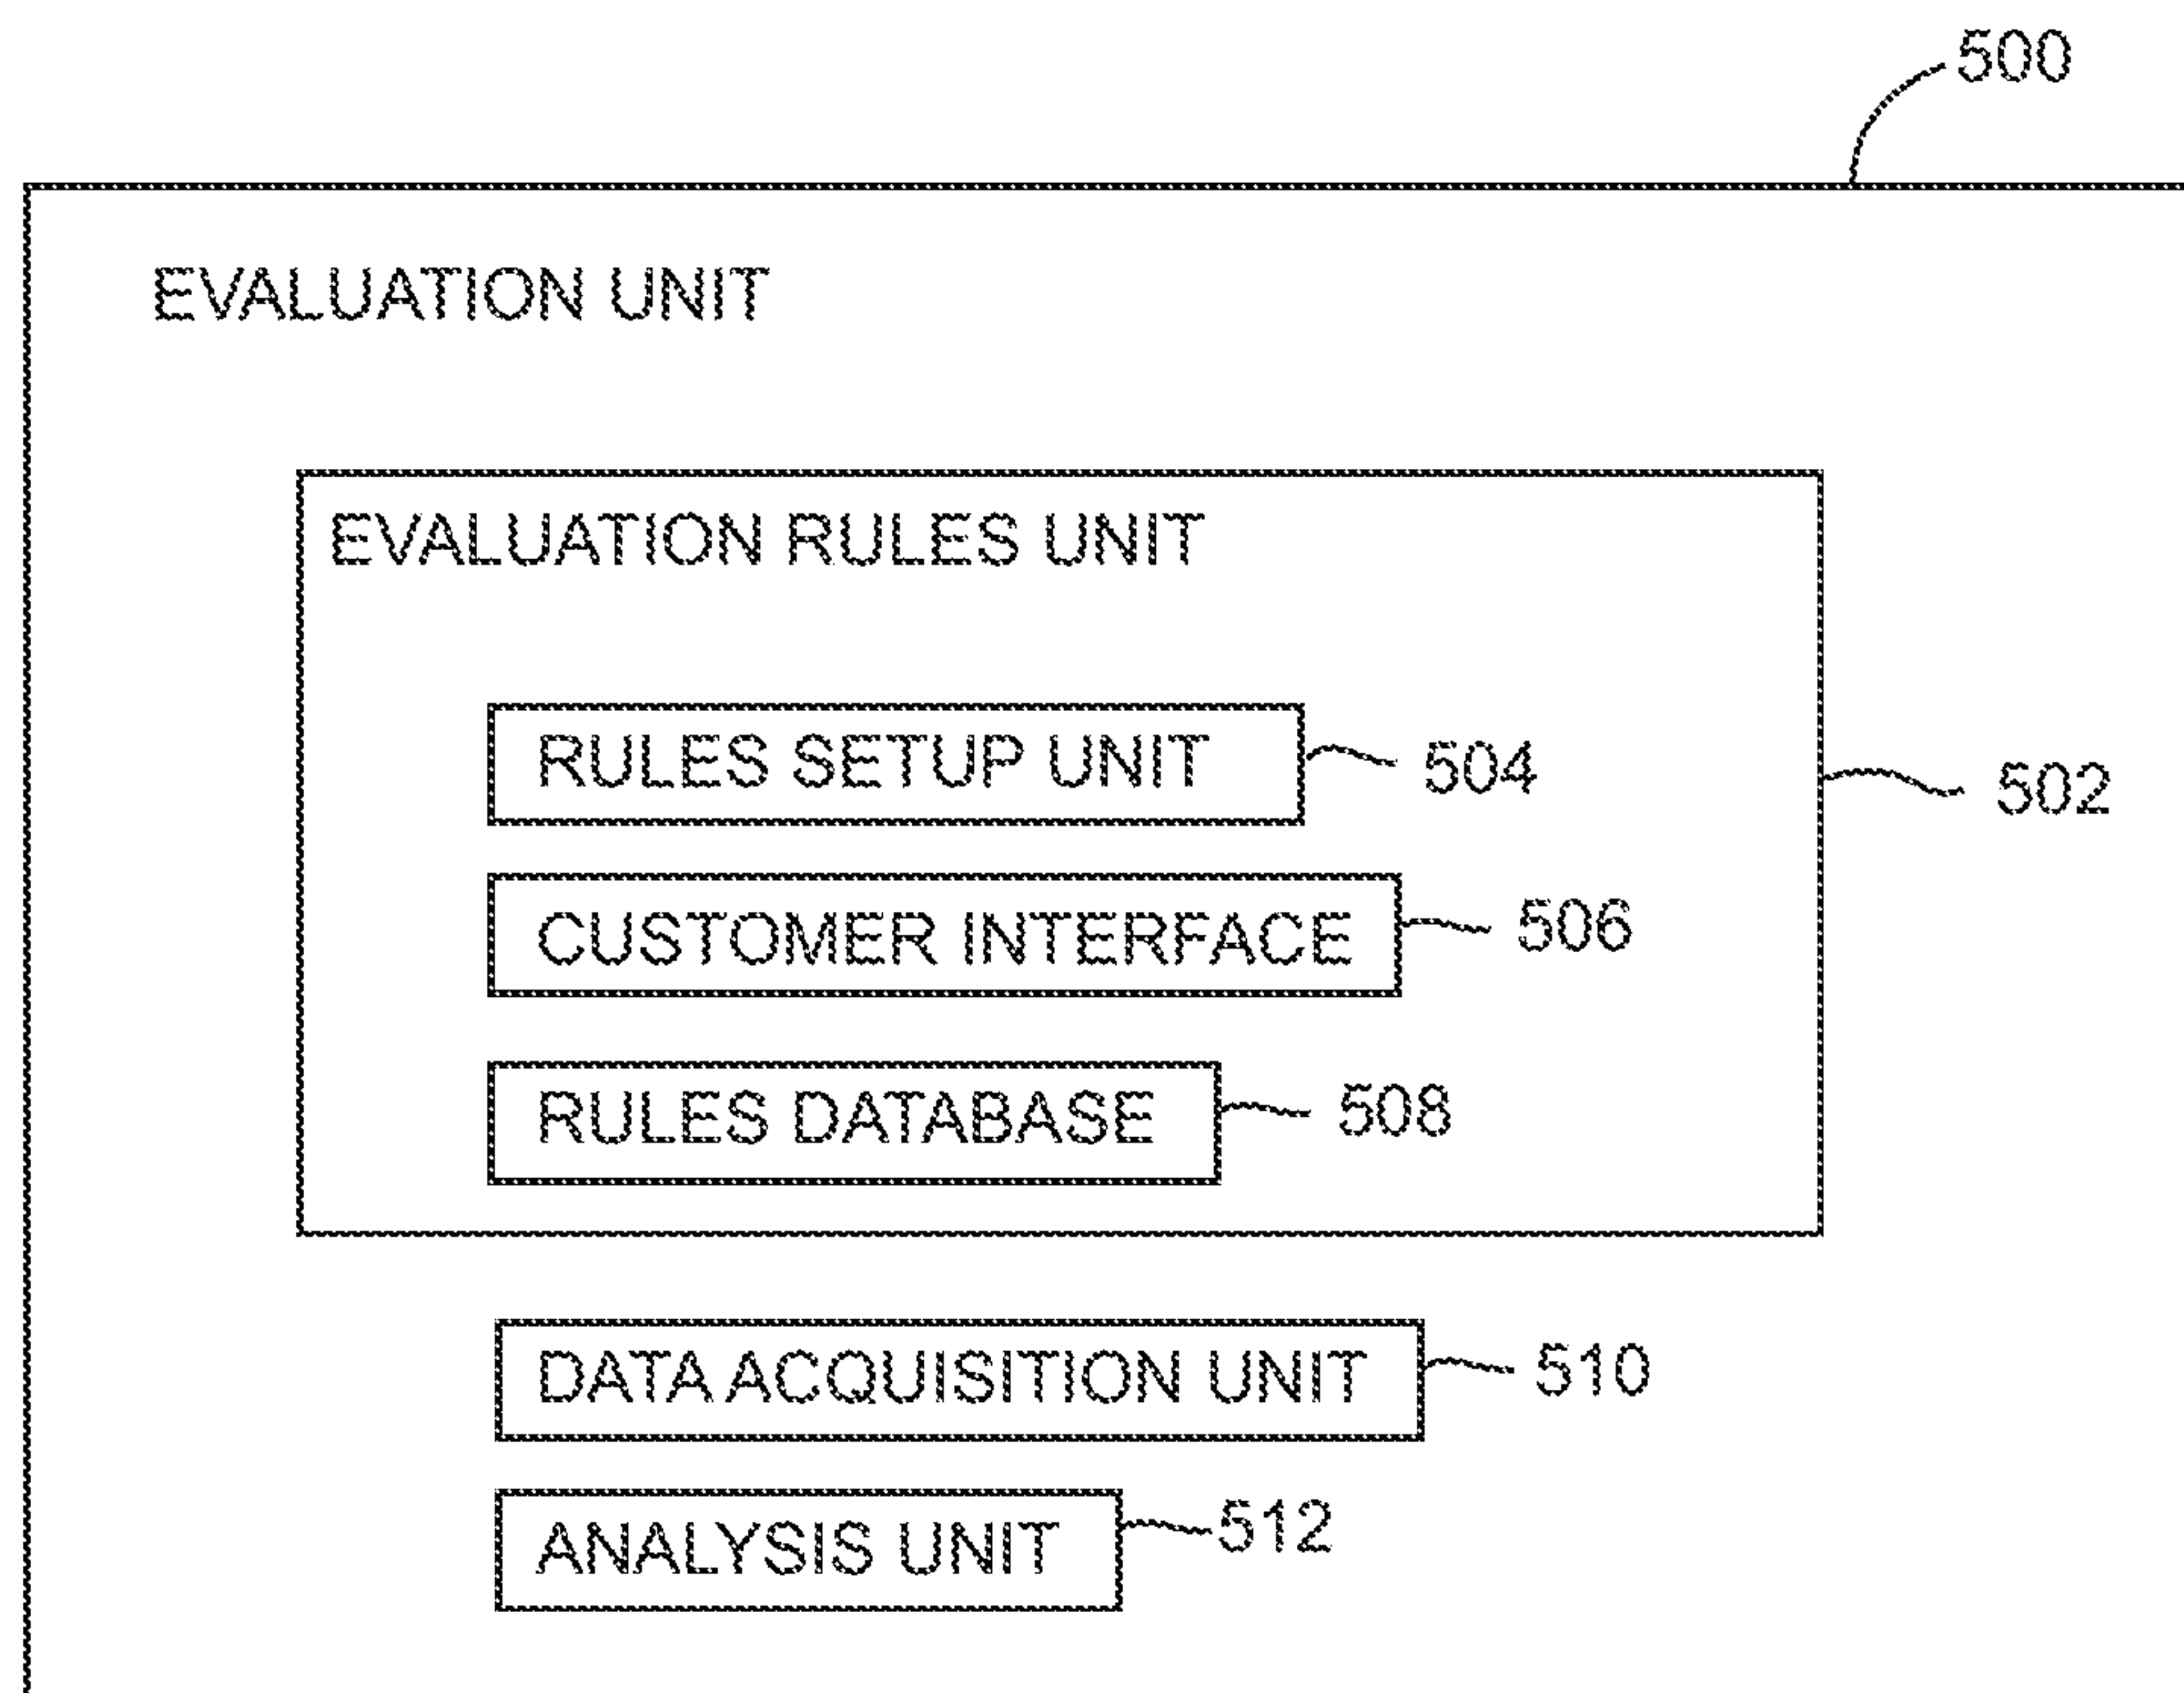 500
EVALUATION UNIT
EVALUATION RULES UNIT
RULES SETUP UNIT 504
502
CUSTOMER INTERFACE 506
RULES DATABASE 508
DATA ACQUISITION UNIT 510
ANALYSIS UNIT 512